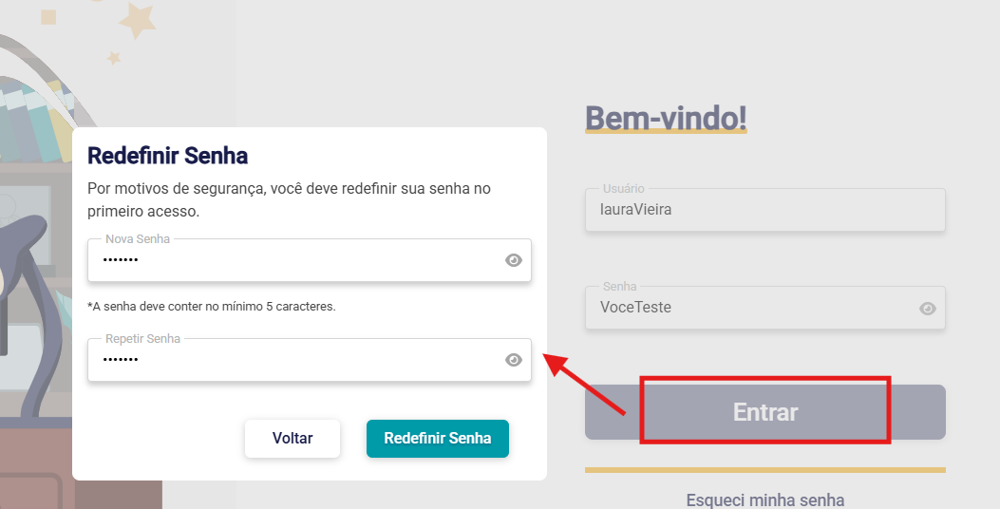 Bem-vindo!
Usuário
lauraVieira
Senha
VoceTeste
Entrar
Esqueci minha senha
Redefinir Senha
Por motivos de segurança, você deve redefinir sua senha no
primeiro acesso.
Nova Senha
•••••••
*A senha deve conter no mínimo 5 caracteres.
Repetir Senha
•••••••
Voltar
Redefinir Senha